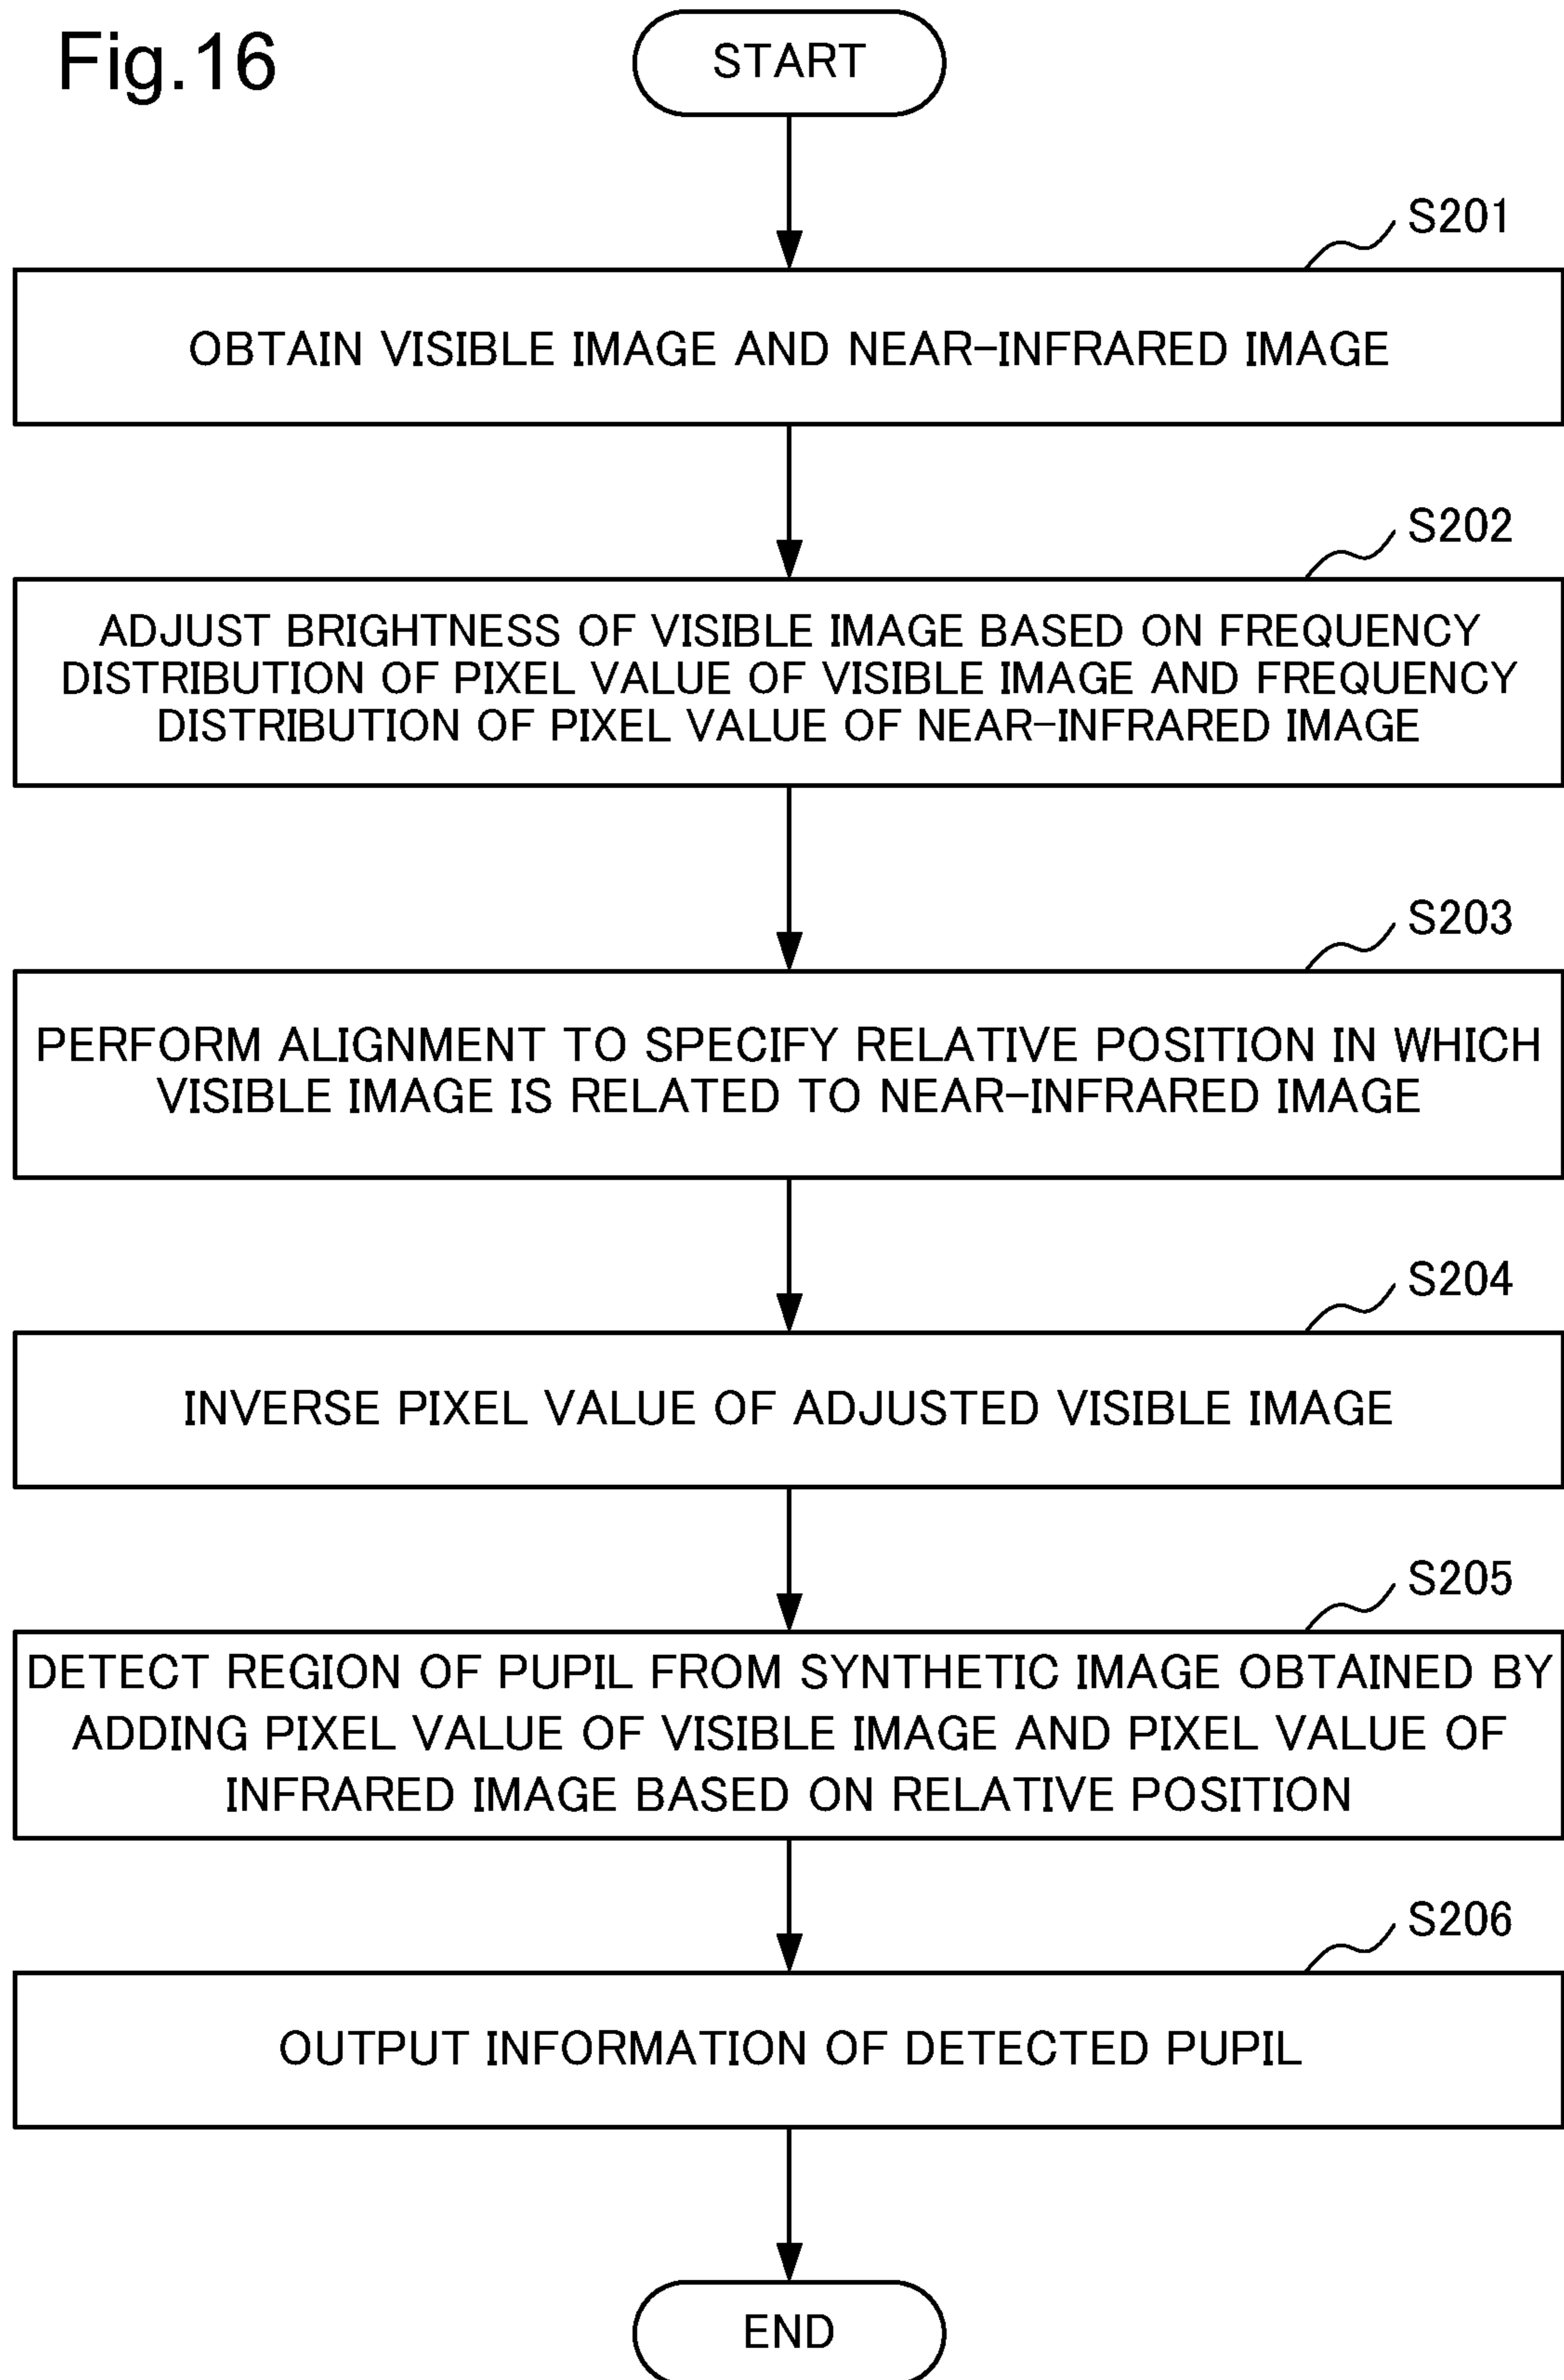 Fig.16
START
S201
OBTAIN VISIBLE IMAGE AND NEAR-INFRARED IMAGE
S202
ADJUST BRIGHTNESS OF VISIBLE IMAGE BASED ON FREQUENCY
DISTRIBUTION OF PIXEL VALUE OF VISIBLE IMAGE AND FREQUENCY
DISTRIBUTION OF PIXEL VALUE OF NEAR-INFRARED IMAGE
S203
PERFORM ALIGNMENT TO SPECIFY RELATIVE POSITION IN WHICH
VISIBLE IMAGE IS RELATED TO NEAR-INFRARED IMAGE
S204
INVERSE PIXEL VALUE OF ADJUSTED VISIBLE IMAGE
S205
DETECT REGION OF PUPIL FROM SYNTHETIC IMAGE OBTAINED BY
ADDING PIXEL VALUE OF VISIBLE IMAGE AND PIXEL VALUE OF
INFRARED IMAGE BASED ON RELATIVE POSITION
S206
OUTPUT INFORMATION OF DETECTED PUPIL
END